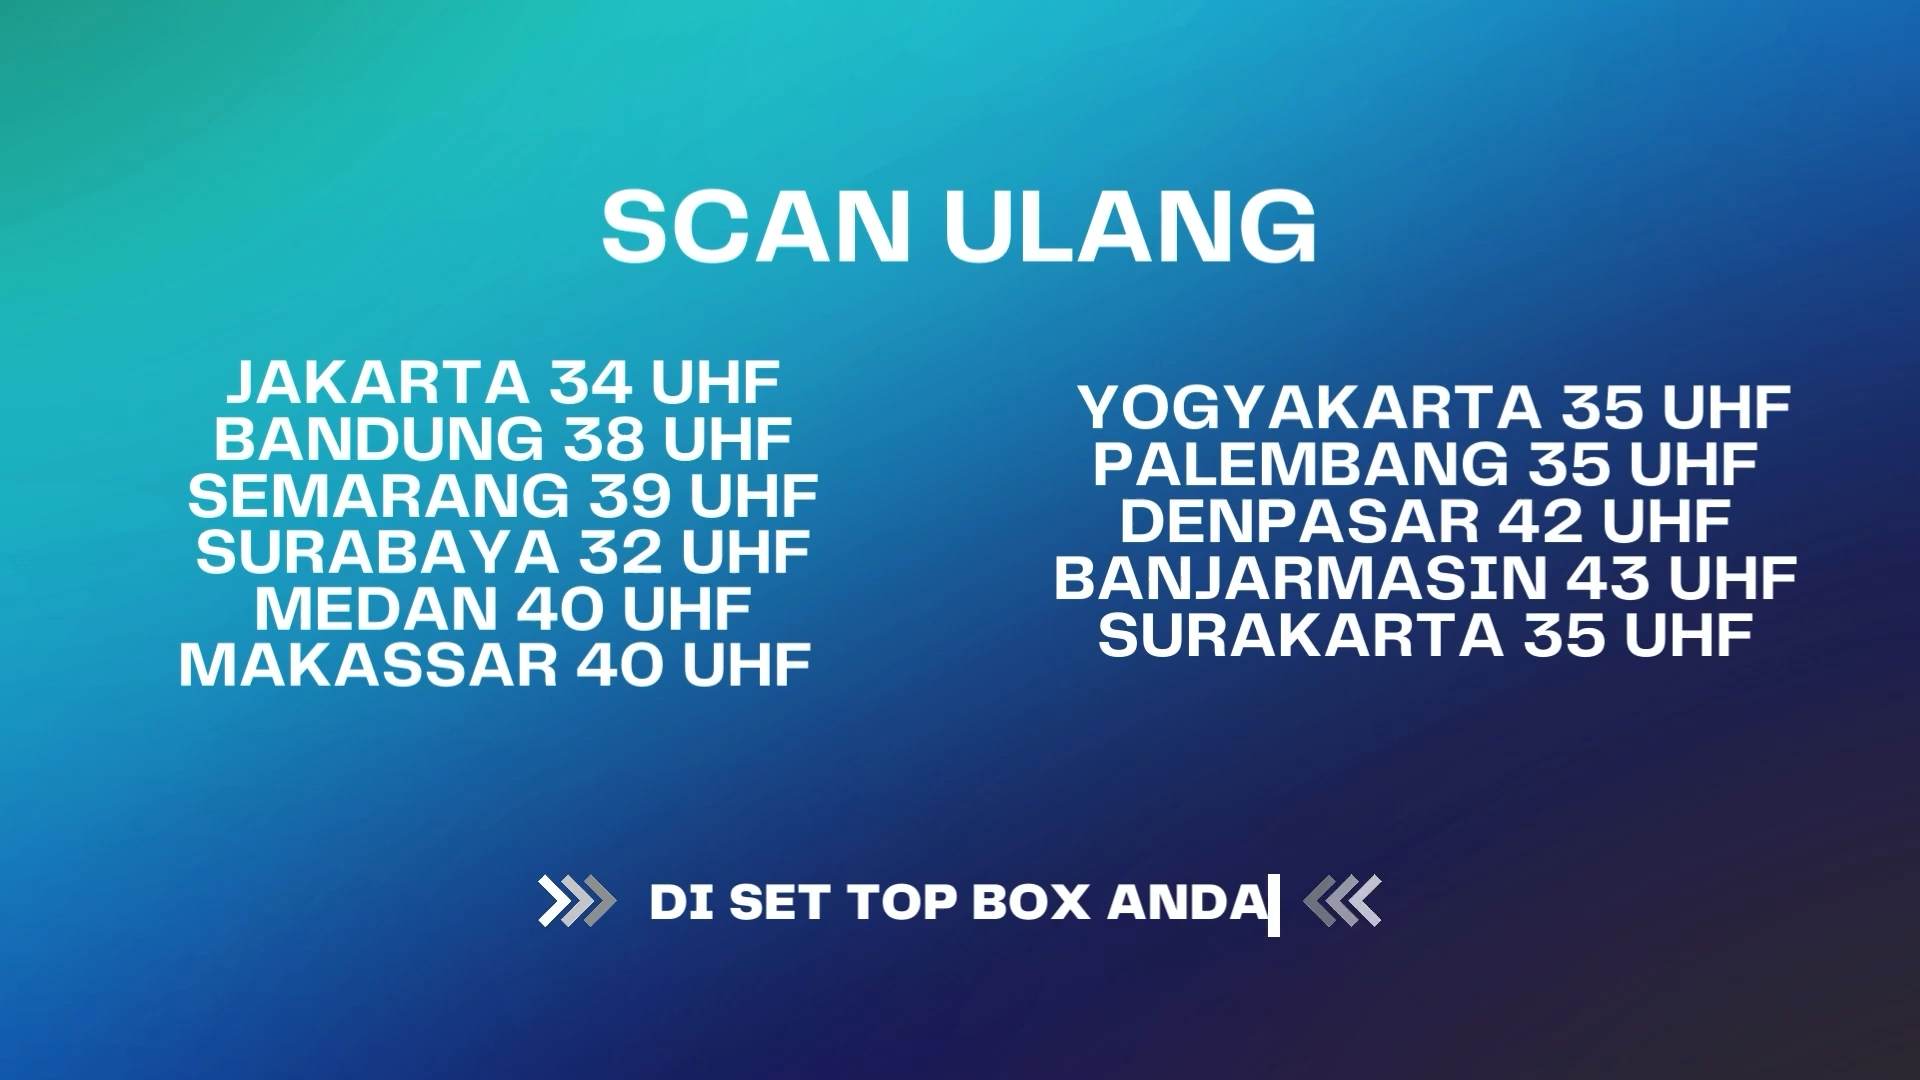 SCAN ULANG
JAKARTA 34 UHF
BANDUNG 38 UHF
SEMARANG 39 UHF
SURABAYA 32 UHF
MEDAN 40 UHF
MAKASSAR 40 UHF
YOGYAKARTA 35 UHF
PALEMBANG 35 UHF
DENPASAR 42 UHF
BANJARMASIN 43 UHF
SURAKARTA 35 UHF
DI SET TOP BOX ANDA